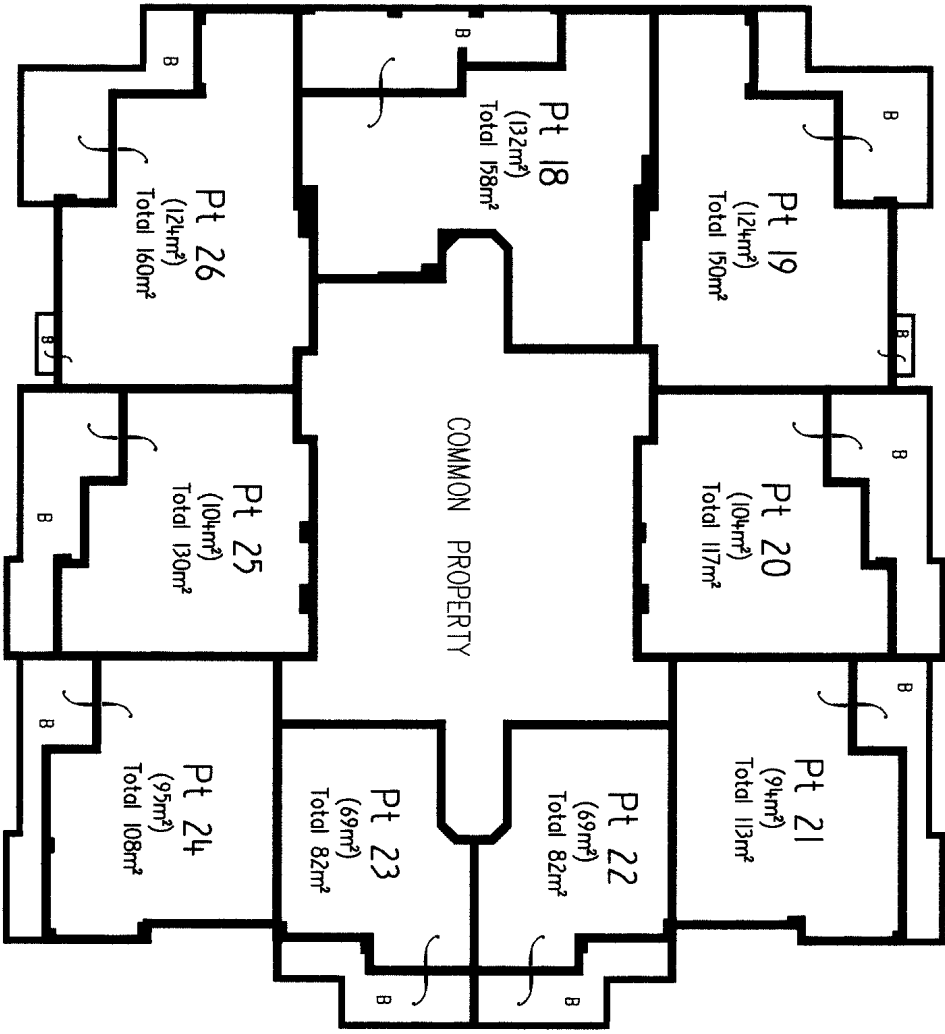 B
B
B
Pt 18
(132m²)
Total 158m²
Pt 19
(124m²)
Total 150m²
Pt 26
(124m²)
Total 160m²
B
B
COMMON PROPERTY
B
B
Pt 20
(104m²)
Total 117m²
Pt 25
(104m²)
Total 130m²
B
B
Pt 21
(94m²)
Total 113m²
Pt 22
(69m²)
Total 82m²
Pt 23
(69m²)
Total 82m²
Pt 24
(95m²)
Total 108m²
B
B